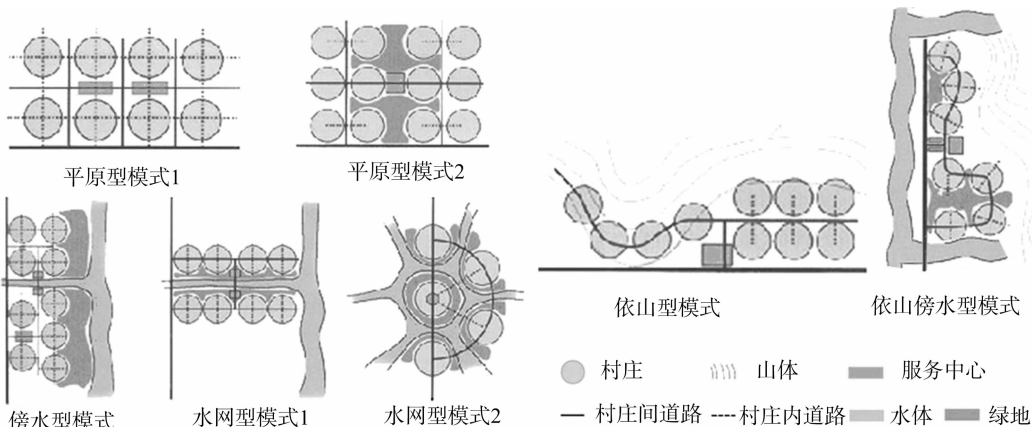 平原型模式1
平原型模式2
傍水型模式
水网型模式1
水网型模式2
依山型模式
依山傍水型模式
村庄
山体
服务中心
村庄间道路
村庄内道路
水体
绿地